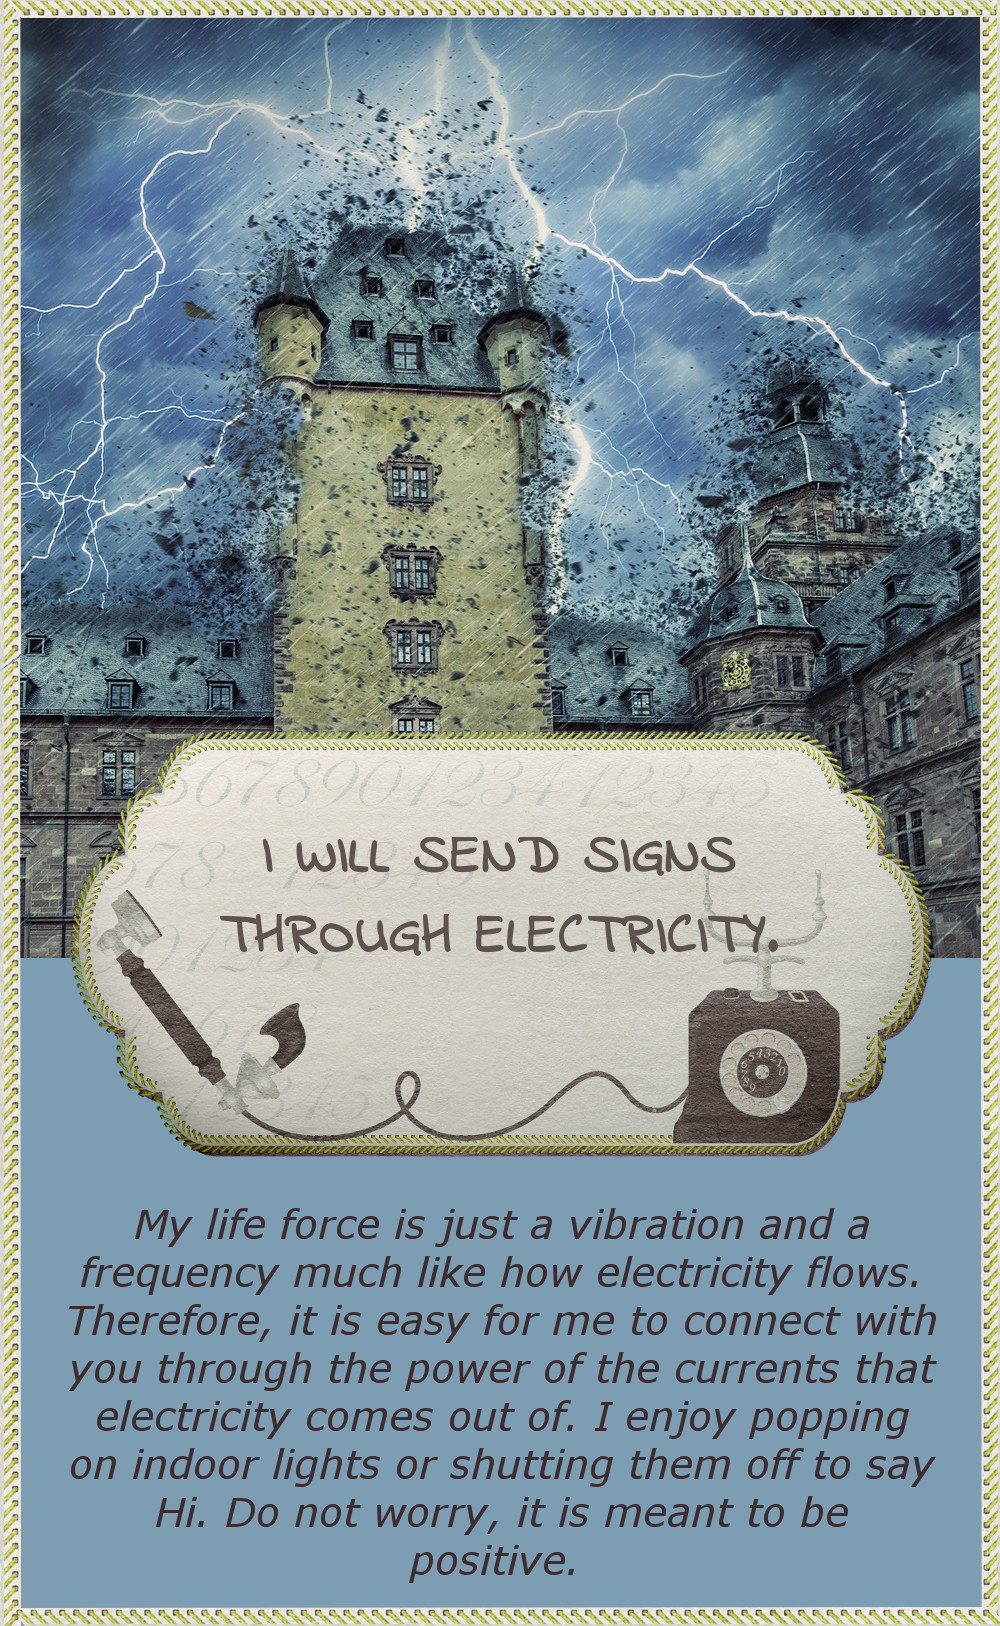 567890123412345
I WILL SEND SIGNS
THROUGH ELECTRICITY.
My life force is just a vibration and a
frequency much like how electricity flows.
Therefore, it is easy for me to connect with
you through the power of the currents that
electricity comes out of. I enjoy popping
on indoor lights or shutting them off to say
Hi. Do not worry, it is meant to be
positive.